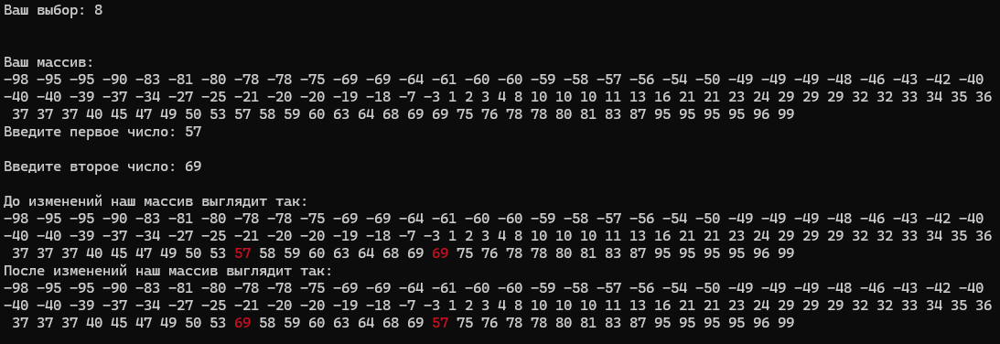 Ваш выбор: 8
Ваш массив:
-98 -95 -95 -90 -83 -81 -80 -78 -78 -75 -69 -69 -64 -61 -60 -60 -59 -58 -57 -56 -54 -50 -49 -49 -49 -48 -46 -43 -42 -40
-40 -40 -39 -37 -34 -27 -25 -21 -20 -20 -19 -18 -7 -3 1 2 3 4 8 10 10 10 11 13 16 21 21 23 24 29 29 29 32 32 33 34 35 36
37 37 37 40 45 47 49 50 53 57 58 59 60 63 64 68 69 69 75 76 78 78 80 81 83 87 95 95 95 95 96 99
Введите первое число: 57
Введите второе число: 69
До изменений наш массив выглядит так:
-98 -95 -95 -90 -83 -81 -80 -78 -78 -75 -69 -69 -64 -61 -60 -60 -59 -58 -57 -56 -54 -50 -49 -49 -49 -48 -46 -43 -42 -40
-40 -40 -39 -37 -34 -27 -25 -21 -20 -20 -19 -18 -7 -3 1 2 3 4 8 10 10 10 11 13 16 21 21 23 24 29 29 29 32 32 33 34 35 36
37 37 37 40 45 47 49 50 53 57 58 59 60 63 64 68 69 69 75 76 78 78 80 81 83 87 95 95 95 95 96 99
После изменений наш массив выглядит так:
-98 -95 -95 -90 -83 -81 -80 -78 -78 -75 -69 -69 -64 -61 -60 -60 -59 -58 -57 -56 -54 -50 -49 -49 -49 -48 -46 -43 -42 -40
-40 -40 -39 -37 -34 -27 -25 -21 -20 -20 -19 -18 -7 -3 1 2 3 4 8 10 10 10 11 13 16 21 21 23 24 29 29 29 32 32 33 34 35 36
37 37 37 40 45 47 49 50 53 69 58 59 60 63 64 68 69 57 75 76 78 78 80 81 83 87 95 95 95 95 96 99